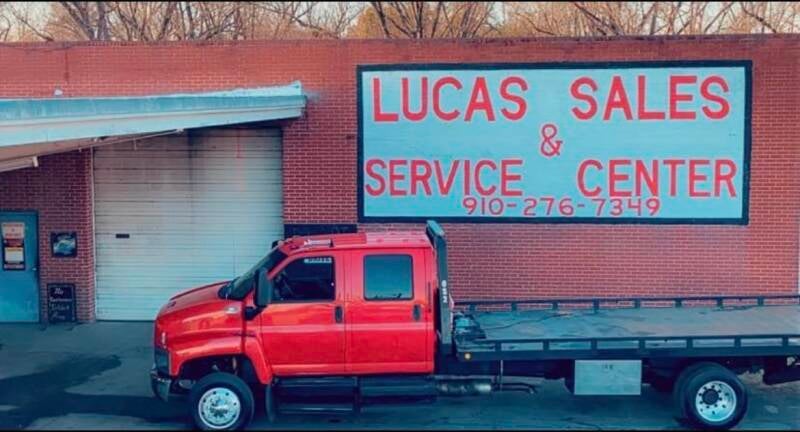 LUCAS SALES
&
SERVICE CENTER
910-276-7349